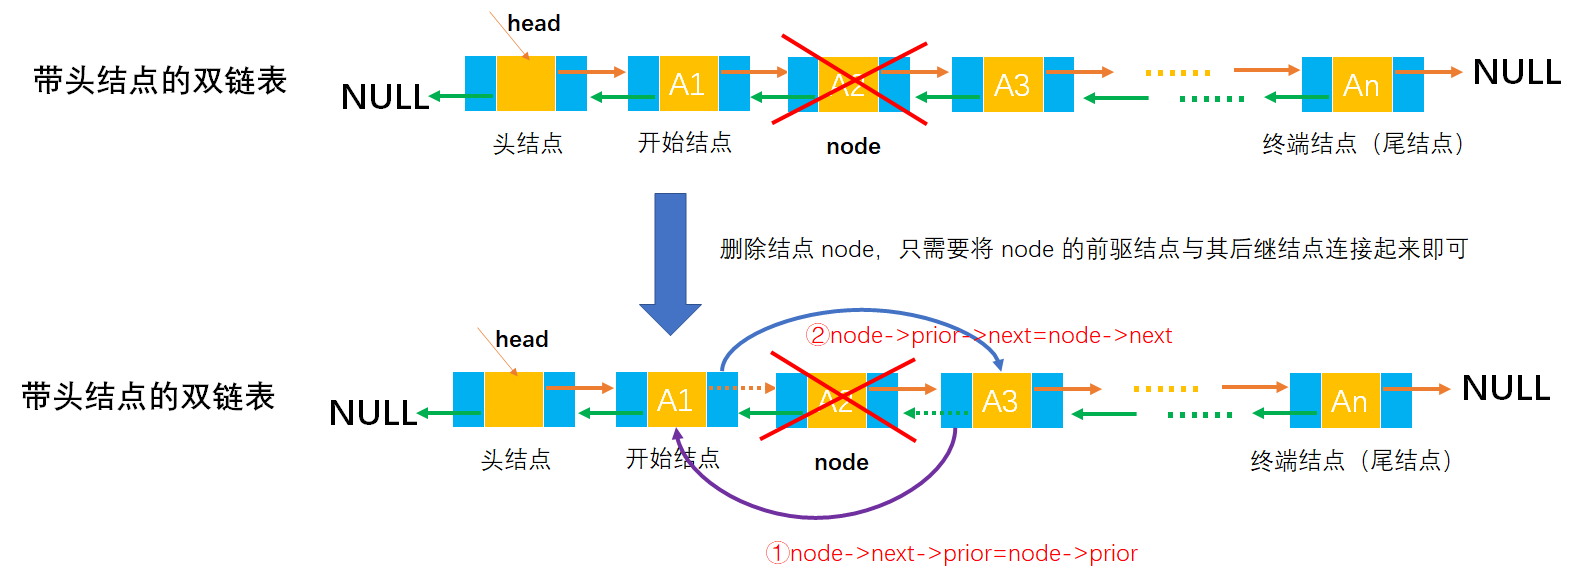 head
带头结点的双链表
NULL
A1
A2
A3
An
NULL
头结点
开始结点
node
终端结点（尾结点）
删除结点 node，只需要将 node 的前驱结点与其后继结点连接起来即可
②node->prior->next=node->next
head
带头结点的双链表
NULL
A1
A2
A3
An
NULL
头结点
开始结点
node
终端结点（尾结点）
①node->next->prior=node->prior